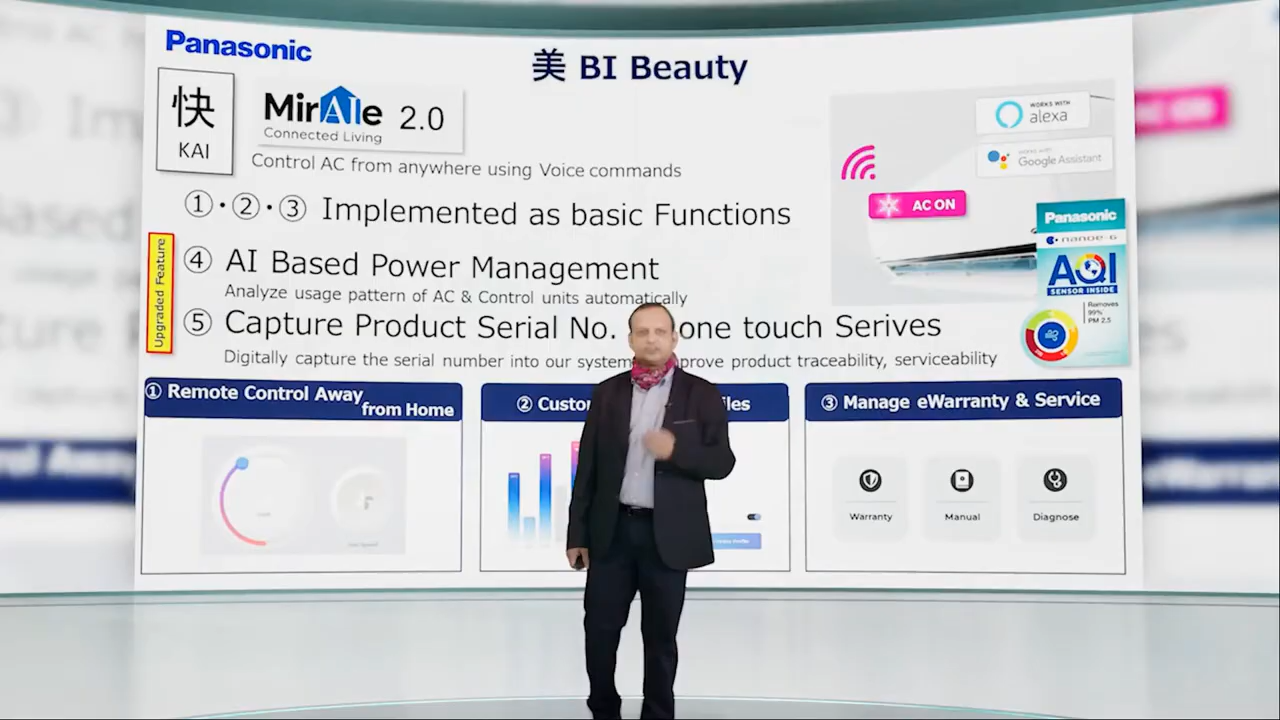 Panasonic
美 BI Beauty
快
KAI
MirAIe 2.0
Connected Living
Control AC from anywhere using Voice commands
①・②・③ Implemented as basic Functions
Upgraded Feature
④ AI Based Power Management
Analyze usage pattern of AC & Control units automatically
⑤ Capture Product Serial No. one touch Serives
Digitally capture the serial number into our system prove product traceability, serviceability
WORKS WITH
alexa
Google Assistant
AC ON
Panasonic
nanoe-G
AQI
SENSOR INSIDE
Removes
99%
PM 2.5
① Remote Control Away
from Home
② Custo iles
③ Manage eWarranty & Service
Warranty
Manual
Diagnose